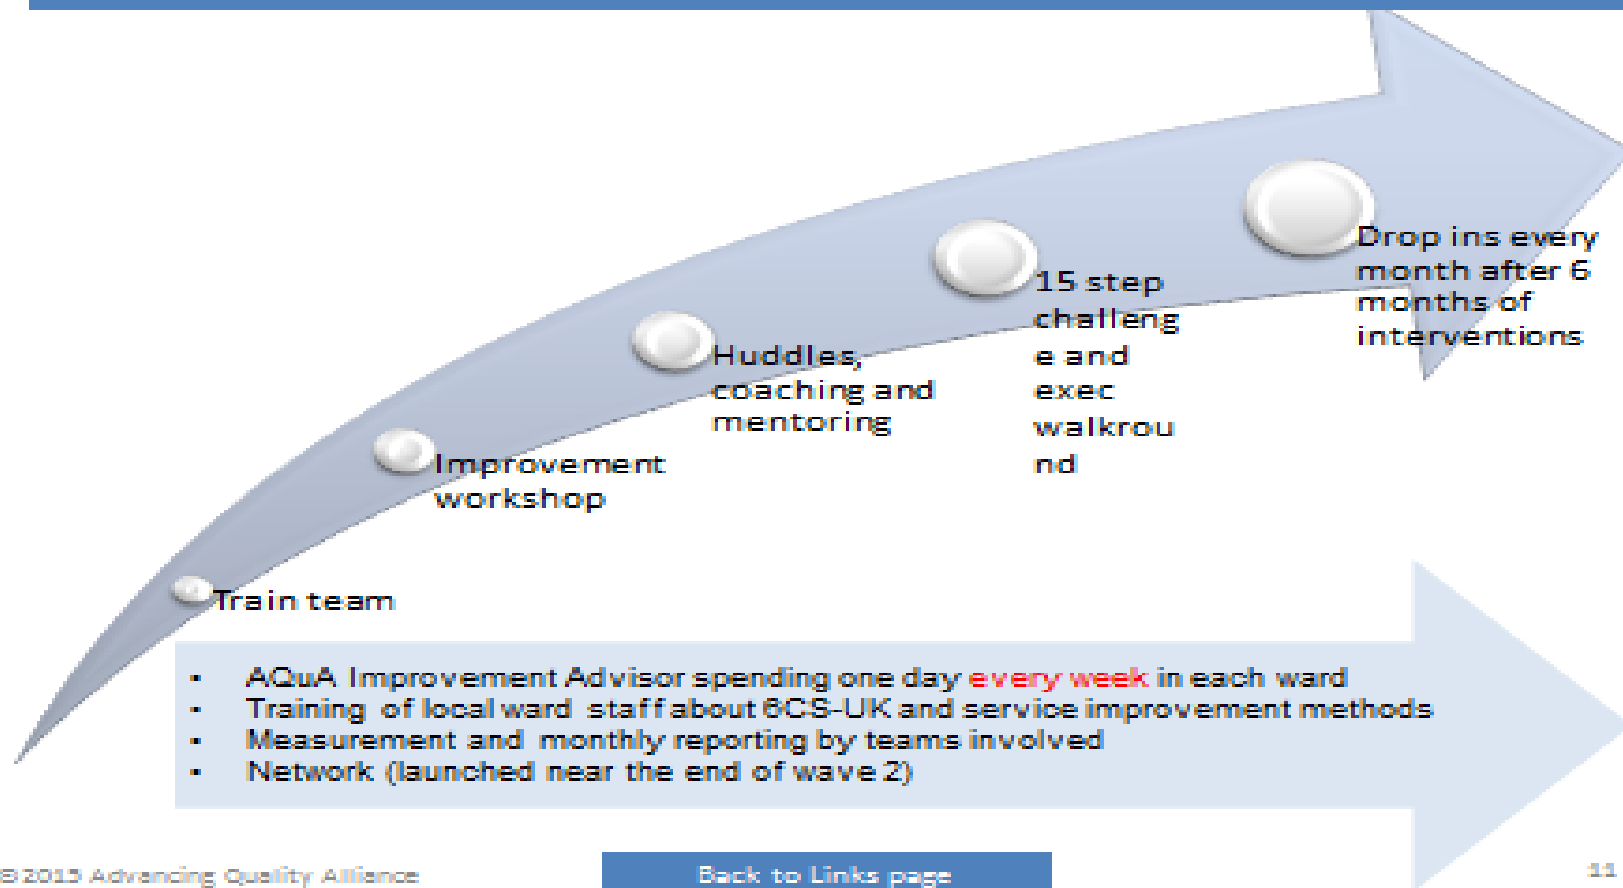 Drop ins every
month after 6
months of
interventions
15 step
challeng
e and
exec
walkrou
nd
Huddles,
coaching and
mentoring
Improvement
workshop
Train team
• AQuA Improvement Advisor spending one day every week in each ward
• Training of local ward staff about 6CS-UK and service improvement methods
• Measurement and monthly reporting by teams involved
• Network (launched near the end of wave 2)
©2013 Advancing Quality Alliance
Back to Links page
11